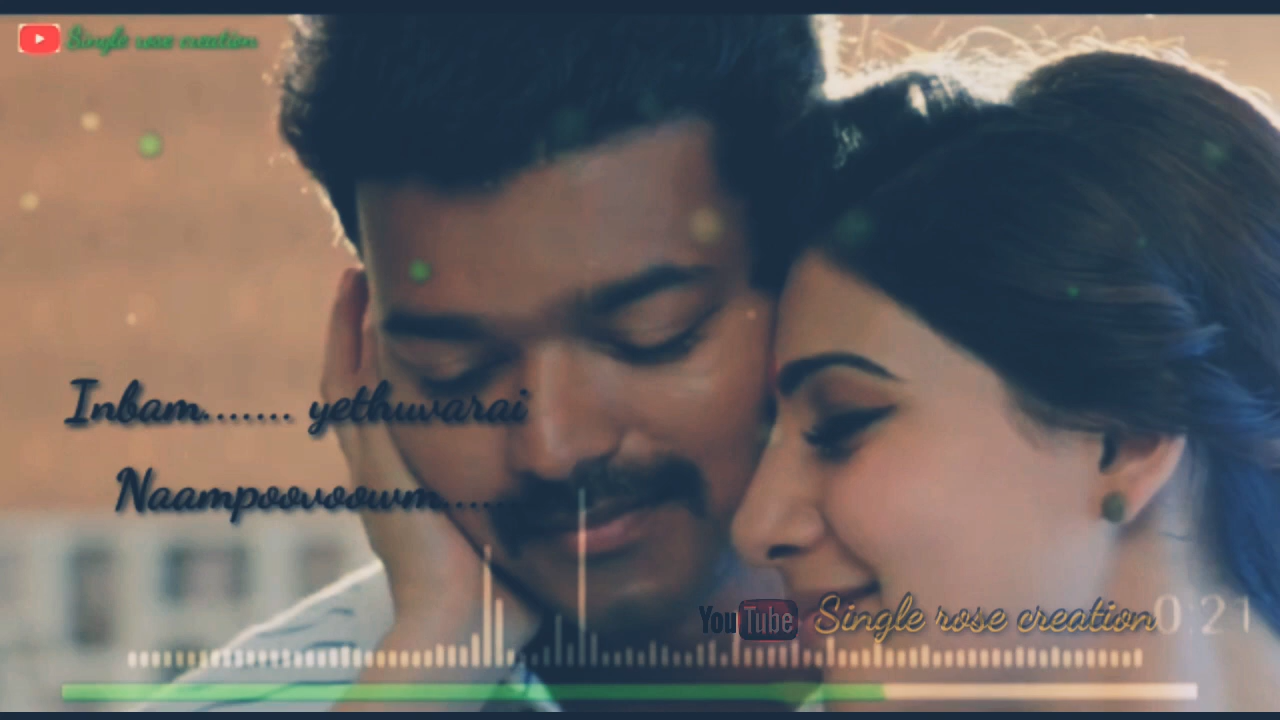 Single rose creation
Inbam....... yethuvarai
Naampoovoowm.....
YouTube Single rose creation 0:21